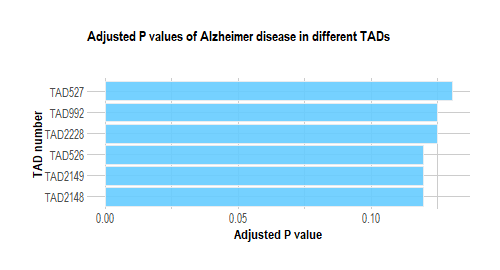 Adjusted P values of Alzheimer disease in different TADs
TAD number
TAD527
TAD992
TAD2228
TAD526
TAD2149
TAD2148
0.00 0.05 0.10
Adjusted P value